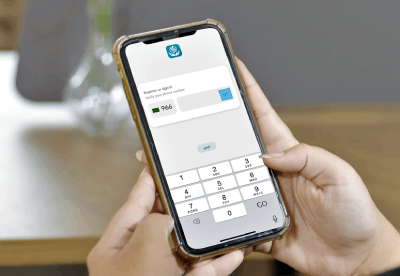 Register or sign in
Verify your phone number
966
1
2
ABC
3
DEF
4
GHI
5
JKL
6
MNO
7
PQRS
8
TUV
9
WXYZ
0
GO